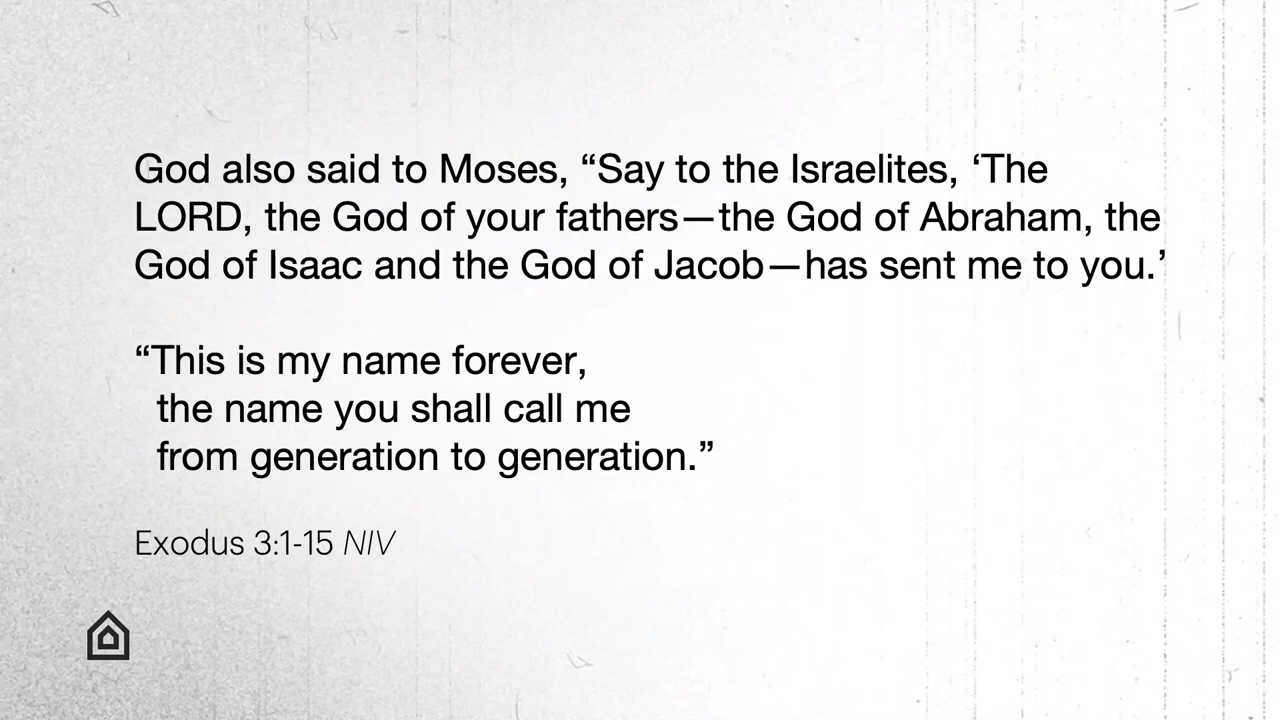 God also said to Moses, “Say to the Israelites, ‘The
LORD, the God of your fathers—the God of Abraham, the
God of Isaac and the God of Jacob—has sent me to you.’
“This is my name forever,
the name you shall call me
from generation to generation.”
Exodus 3:1-15 NIV